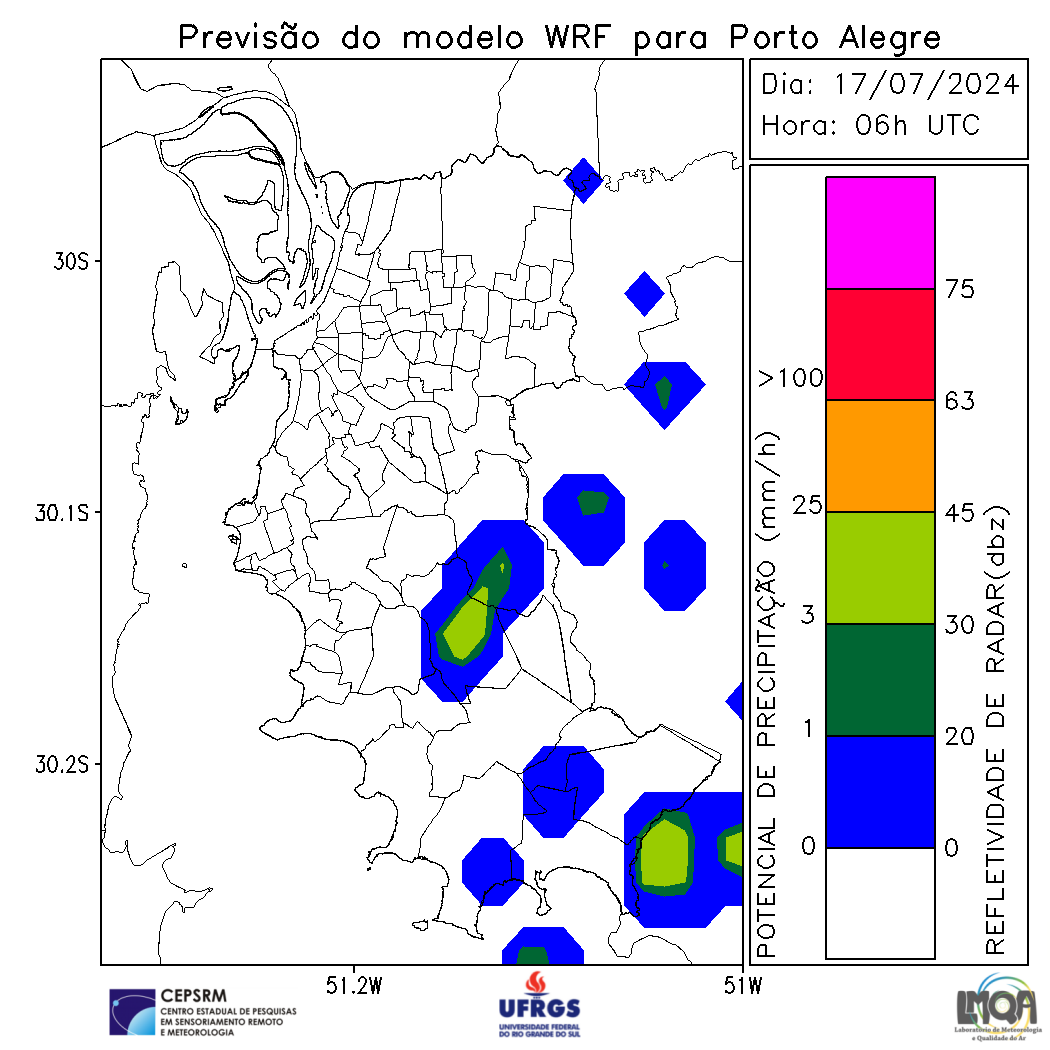 Previsão do modelo WRF para Porto Alegre
Dia: 17/07/2024
Hora: 06h UTC
30S
30.1S
30.2S
51.2W
51W
POTENCIAL DE PRECIPITAÇÃO (mm/h)
>100
25
3
1
0
75
63
45
30
20
0
REFLETIVIDADE DE RADAR(dbz)
CEPSRM
CENTRO ESTADUAL DE PESQUISAS
EM SENSORIAMENTO REMOTO
E METEOROLOGIA
UFRGS
UNIVERSIDADE FEDERAL
DO RIO GRANDE DO SUL
LMQA
Laboratório de Meteorologia
e Qualidade do Ar